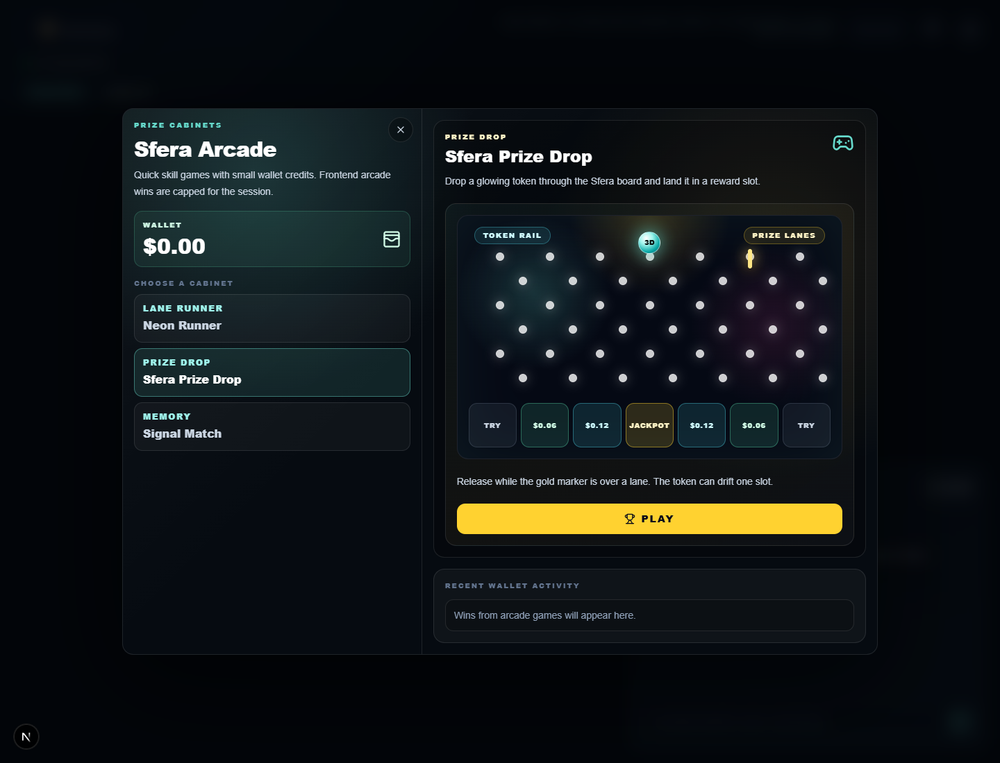 PRIZE CABINETS
Sfera Arcade
Quick skill games with small wallet credits. Frontend arcade
wins are capped for the session.
WALLET
$0.00
CHOOSE A CABINET
LANE RUNNER
Neon Runner
PRIZE DROP
Sfera Prize Drop
MEMORY
Signal Match
PRIZE DROP
Sfera Prize Drop
Drop a glowing token through the Sfera board and land it in a reward slot.
TOKEN RAIL
3D
PRIZE LANES
TRY
$0.06
$0.12
JACKPOT
$0.12
$0.06
TRY
Release while the gold marker is over a lane. The token can drift one slot.
PLAY
RECENT WALLET ACTIVITY
Wins from arcade games will appear here.
N